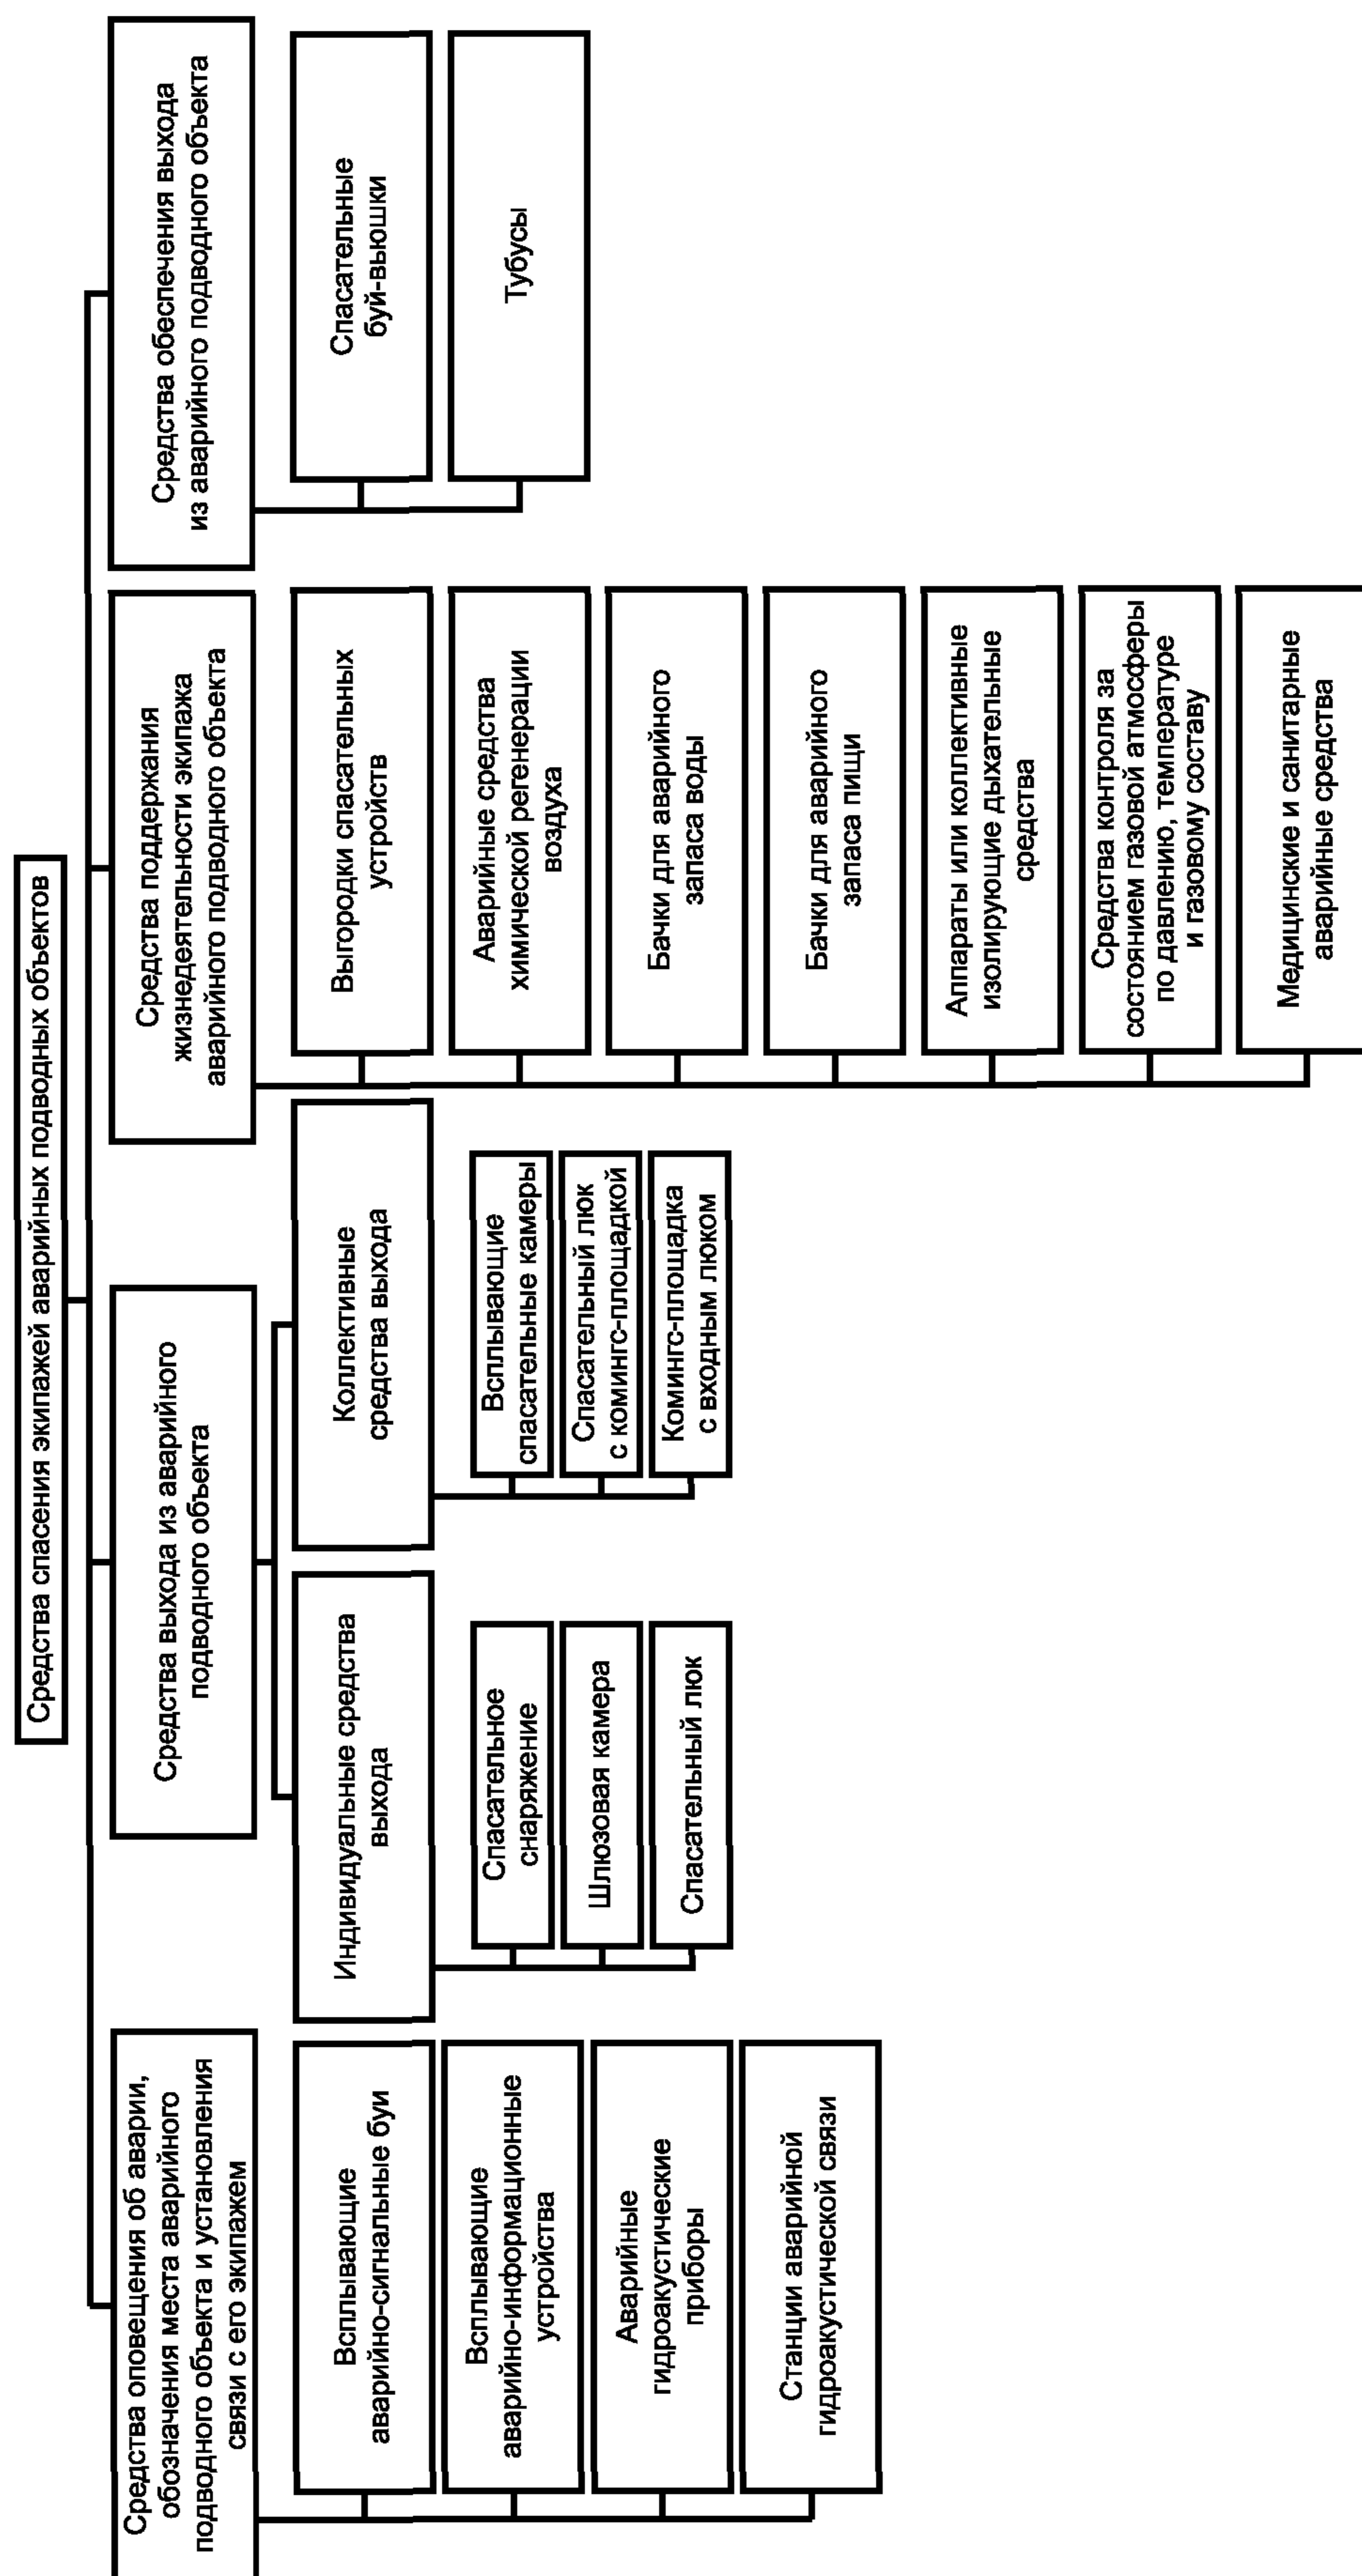 Средства спасения экипажей аварийных подводных объектов
Средства оповещения об аварии,
обозначения места аварийного
подводного объекта и установления
связи с его экипажем
Всплывающие
аварийно-сигнальные буи
Всплывающие
аварийно-информационные
устройства
Аварийные
гидроакустические
приборы
Станции аварийной
гидроакустической связи
Средства выхода из аварийного
подводного объекта
Индивидуальные средства
выхода
Спасательное
снаряжение
Шлюзовая камера
Спасательный люк
Коллективные
средства выхода
Всплывающие
спасательные камеры
Спасательный люк
с комингс-площадкой
Комингс-площадка
с входным люком
Средства поддержания
жизнедеятельности экипажа
аварийного подводного объекта
Выгородки спасательных
устройств
Аварийные средства
химической регенерации
воздуха
Бачки для аварийного
запаса воды
Бачки для аварийного
запаса пищи
Аппараты или коллективные
изолирующие дыхательные
средства
Средства контроля за
состоянием газовой атмосферы
по давлению, температуре
и газовому составу
Медицинские и санитарные
аварийные средства
Средства обеспечения выхода
из аварийного подводного объекта
Спасательные
буй-вьюшки
Тубусы